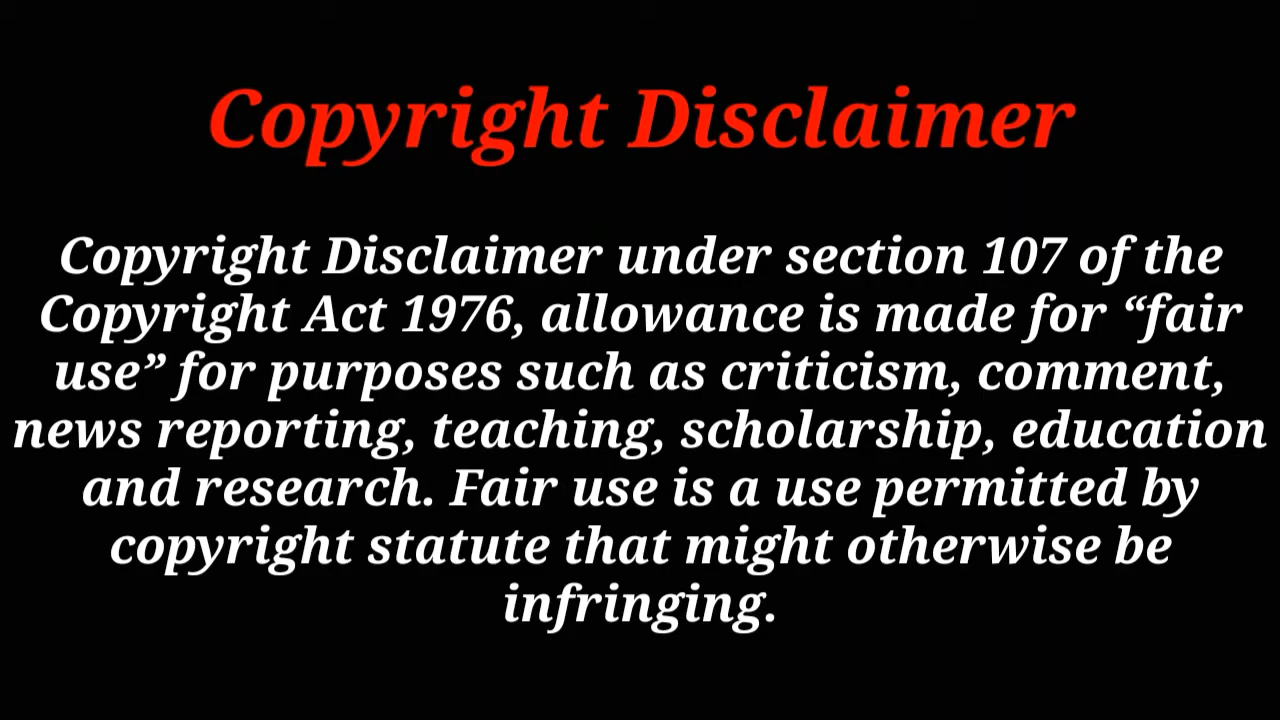 Copyright Disclaimer
Copyright Disclaimer under section 107 of the
Copyright Act 1976, allowance is made for “fair
use” for purposes such as criticism, comment,
news reporting, teaching, scholarship, education
and research. Fair use is a use permitted by
copyright statute that might otherwise be
infringing.